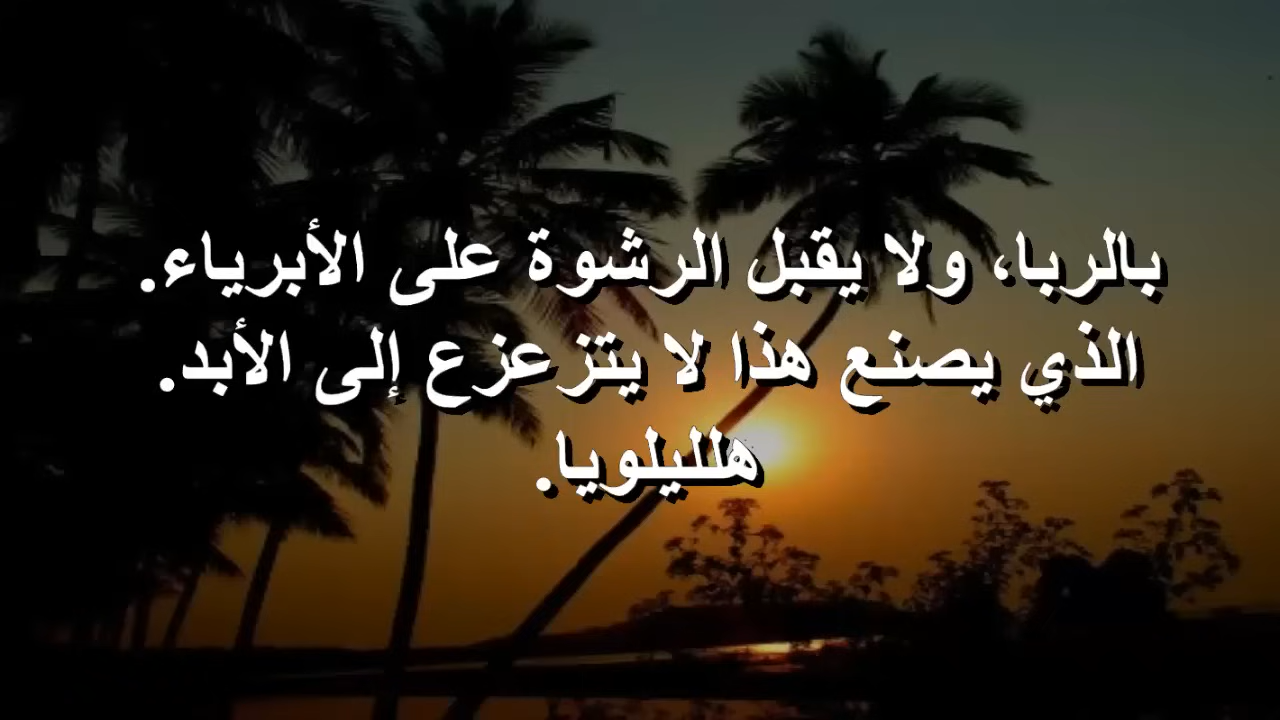 بالربا، ولا يقبل الرشوة على الأبرياء.
الذي يصنع هذا لا يتزعزع إلى الأبد.
هلليلويا.